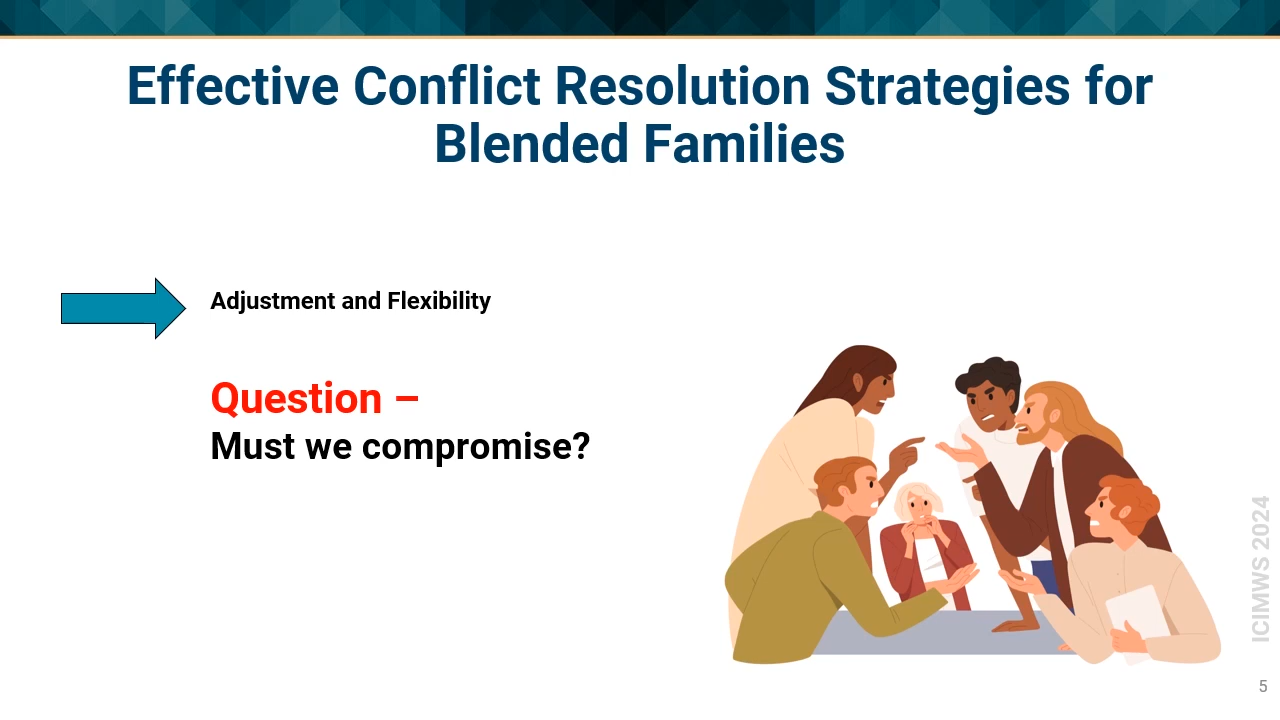 Effective Conflict Resolution Strategies for
Blended Families
Adjustment and Flexibility
Question –
Must we compromise?
ICIMWS 2024
5